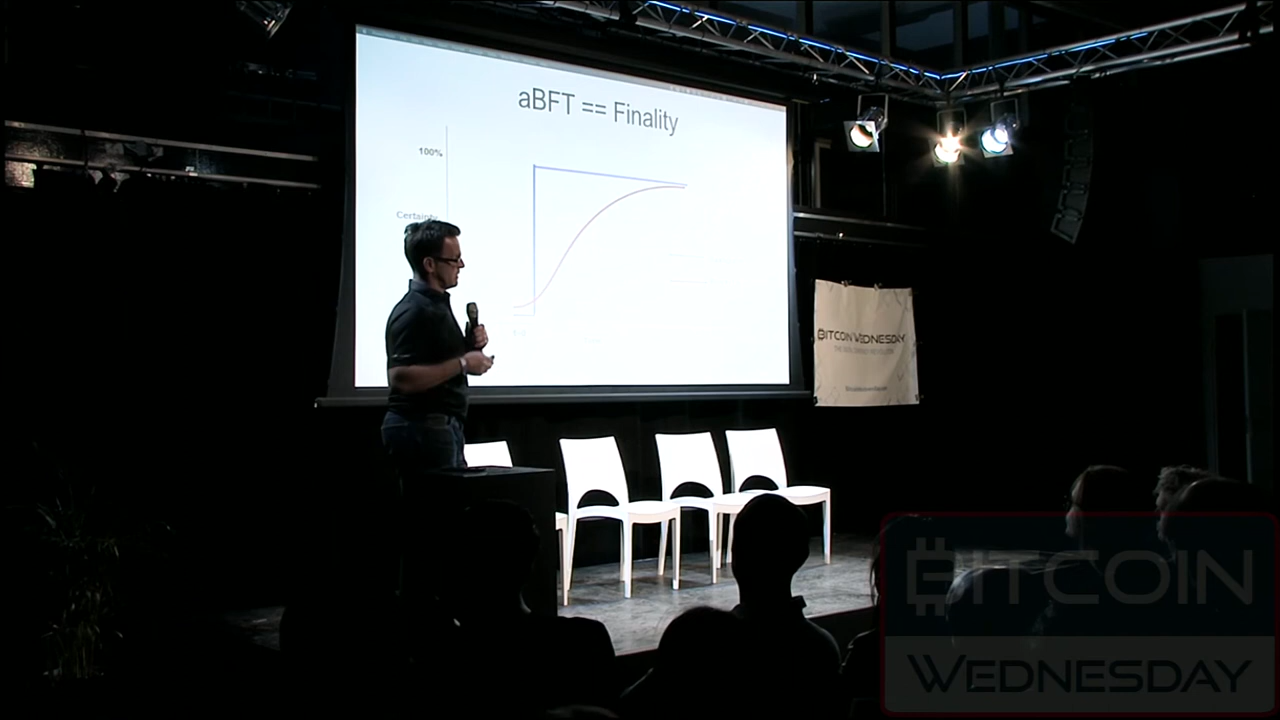 aBFT == Finality
100%
Certainty
BITCOIN WEDNESDAY
BITCOIN
WEDNESDAY